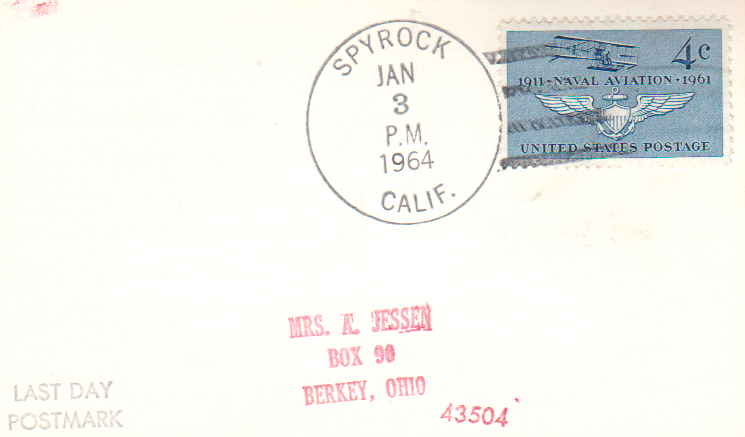 SPYROCK
JAN
3
P.M.
1964
CALIF.
4c
1911-NAVAL AVIATION-1961
UNITED STATES POSTAGE
MRS. A. JESSEN
BOX 90
BERKEY, OHIO
43504
LAST DAY
POSTMARK